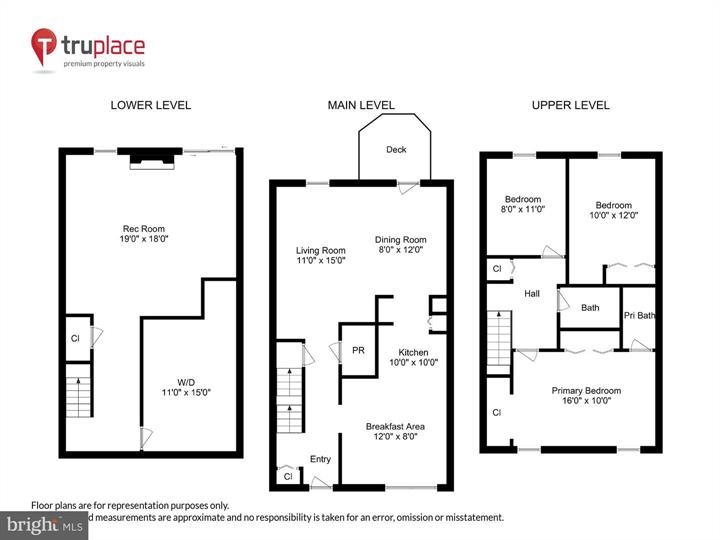 truplace
premium property visuals
LOWER LEVEL
MAIN LEVEL
UPPER LEVEL
Rec Room
19'0" x 18'0"
Cl
W/D
11'0" x 15'0"
Deck
Living Room
11'0" x 15'0"
Dining Room
8'0" x 12'0"
PR
Kitchen
10'0" x 10'0"
Breakfast Area
12'0" x 8'0"
Entry
Cl
Bedroom
8'0" x 11'0"
Bedroom
10'0" x 12'0"
Cl
Hall
Bath
Pri Bath
Primary Bedroom
16'0" x 10'0"
Cl
Floor plans are for representation purposes only.
d measurements are approximate and no responsibility is taken for an error, omission or misstatement.
bright MLS